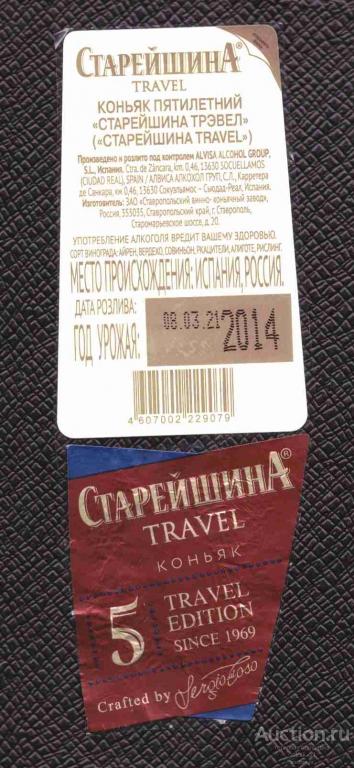 СТАРЕЙШИНА®
TRAVEL
КОНЬЯК ПЯТИЛЕТНИЙ
«СТАРЕЙШИНА ТРЭВЕЛ»
(«СТАРЕЙШИНА TRAVEL»)
Произведено и розлито под контролем ALVISA ALCOHOL GROUP,
S.L., Испания. Ctra. de Záncara, km. 0,46, 13630 SOCUELLAMOS
(CIUDAD REAL), SPAIN / АЛВИСА АЛКОХОЛ ГРУП, С.Л., Карретера
де Санкара, км 0,46, 13630 Сокуэльямос – Сьюдад-Реал, Испания.
Изготовитель: ЗАО «Ставропольский винно-коньячный завод»,
Россия, 355035, Ставропольский край, г. Ставрополь,
Старомарьевское шоссе, д. 20.
УПОТРЕБЛЕНИЕ АЛКОГОЛЯ ВРЕДИТ ВАШЕМУ ЗДОРОВЬЮ.
СОРТ ВИНОГРАДА: АЙРЕН, ВЕРДЕХО, СОВИНЬОН, РКАЦИТЕЛИ, АЛИГОТЕ, РИСЛИНГ.
МЕСТО ПРОИСХОЖДЕНИЯ: ИСПАНИЯ, РОССИЯ.
ДАТА РОЗЛИВА:
08.03.21
ГОД УРОЖАЯ:
2014
4 607002 229079
СТАРЕЙШИНА®
TRAVEL
КОНЬЯК
5
TRAVEL
EDITION
SINCE 1969
Crafted by
Auction.ru